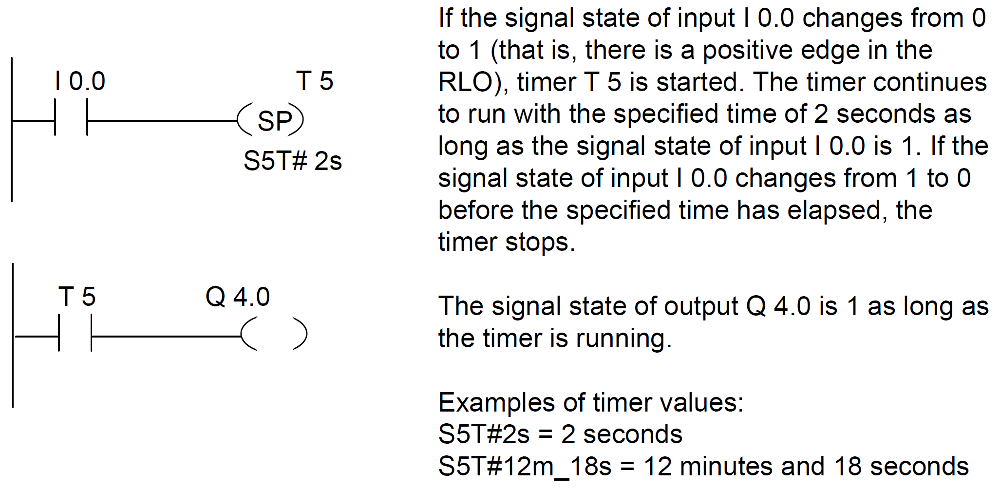 I 0.0
T 5
SP
S5T# 2s
T 5
Q 4.0
If the signal state of input I 0.0 changes from 0
to 1 (that is, there is a positive edge in the
RLO), timer T 5 is started. The timer continues
to run with the specified time of 2 seconds as
long as the signal state of input I 0.0 is 1. If the
signal state of input I 0.0 changes from 1 to 0
before the specified time has elapsed, the
timer stops.
The signal state of output Q 4.0 is 1 as long as
the timer is running.
Examples of timer values:
S5T#2s = 2 seconds
S5T#12m_18s = 12 minutes and 18 seconds